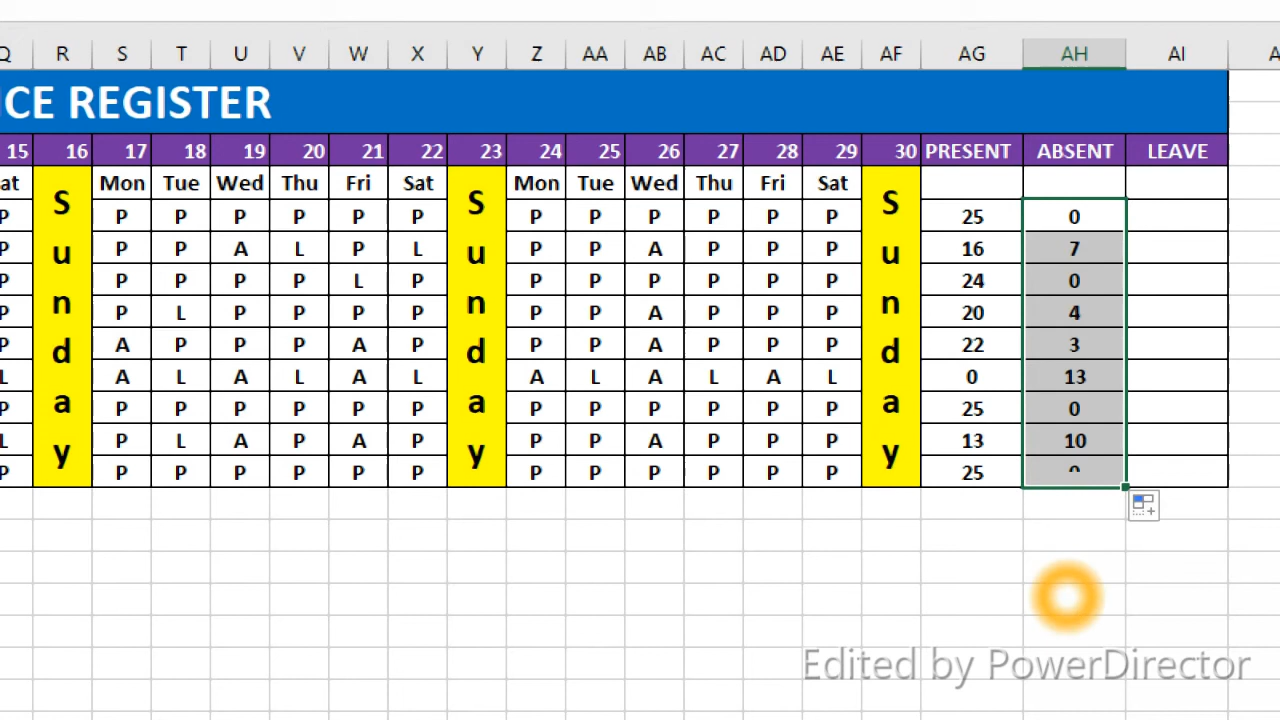 Q R S T U V W X Y Z AA AB AC AD AE AF AG AH AI A
CE REGISTER
15 16 17 18 19 20 21 22 23 24 25 26 27 28 29 30 PRESENT ABSENT LEAVE
at Mon Tue Wed Thu Fri Sat Mon Tue Wed Thu Fri Sat
P P P P P P P P P P P P P 25 0
P P P A L P L P P A P P P 16 7
P P P P P L P P P P P P P 24 0
P P L P P P P P P A P P P 20 4
P A P P P A P P P A P P P 22 3
L A L A L A L A L A L A L 0 13
P P P P P P P P P P P P P 25 0
L P L A P A P P P A P P P 13 10
P P P P P P P P P P P P P 25
Sunday
Sunday
Sunday
Edited by PowerDirector